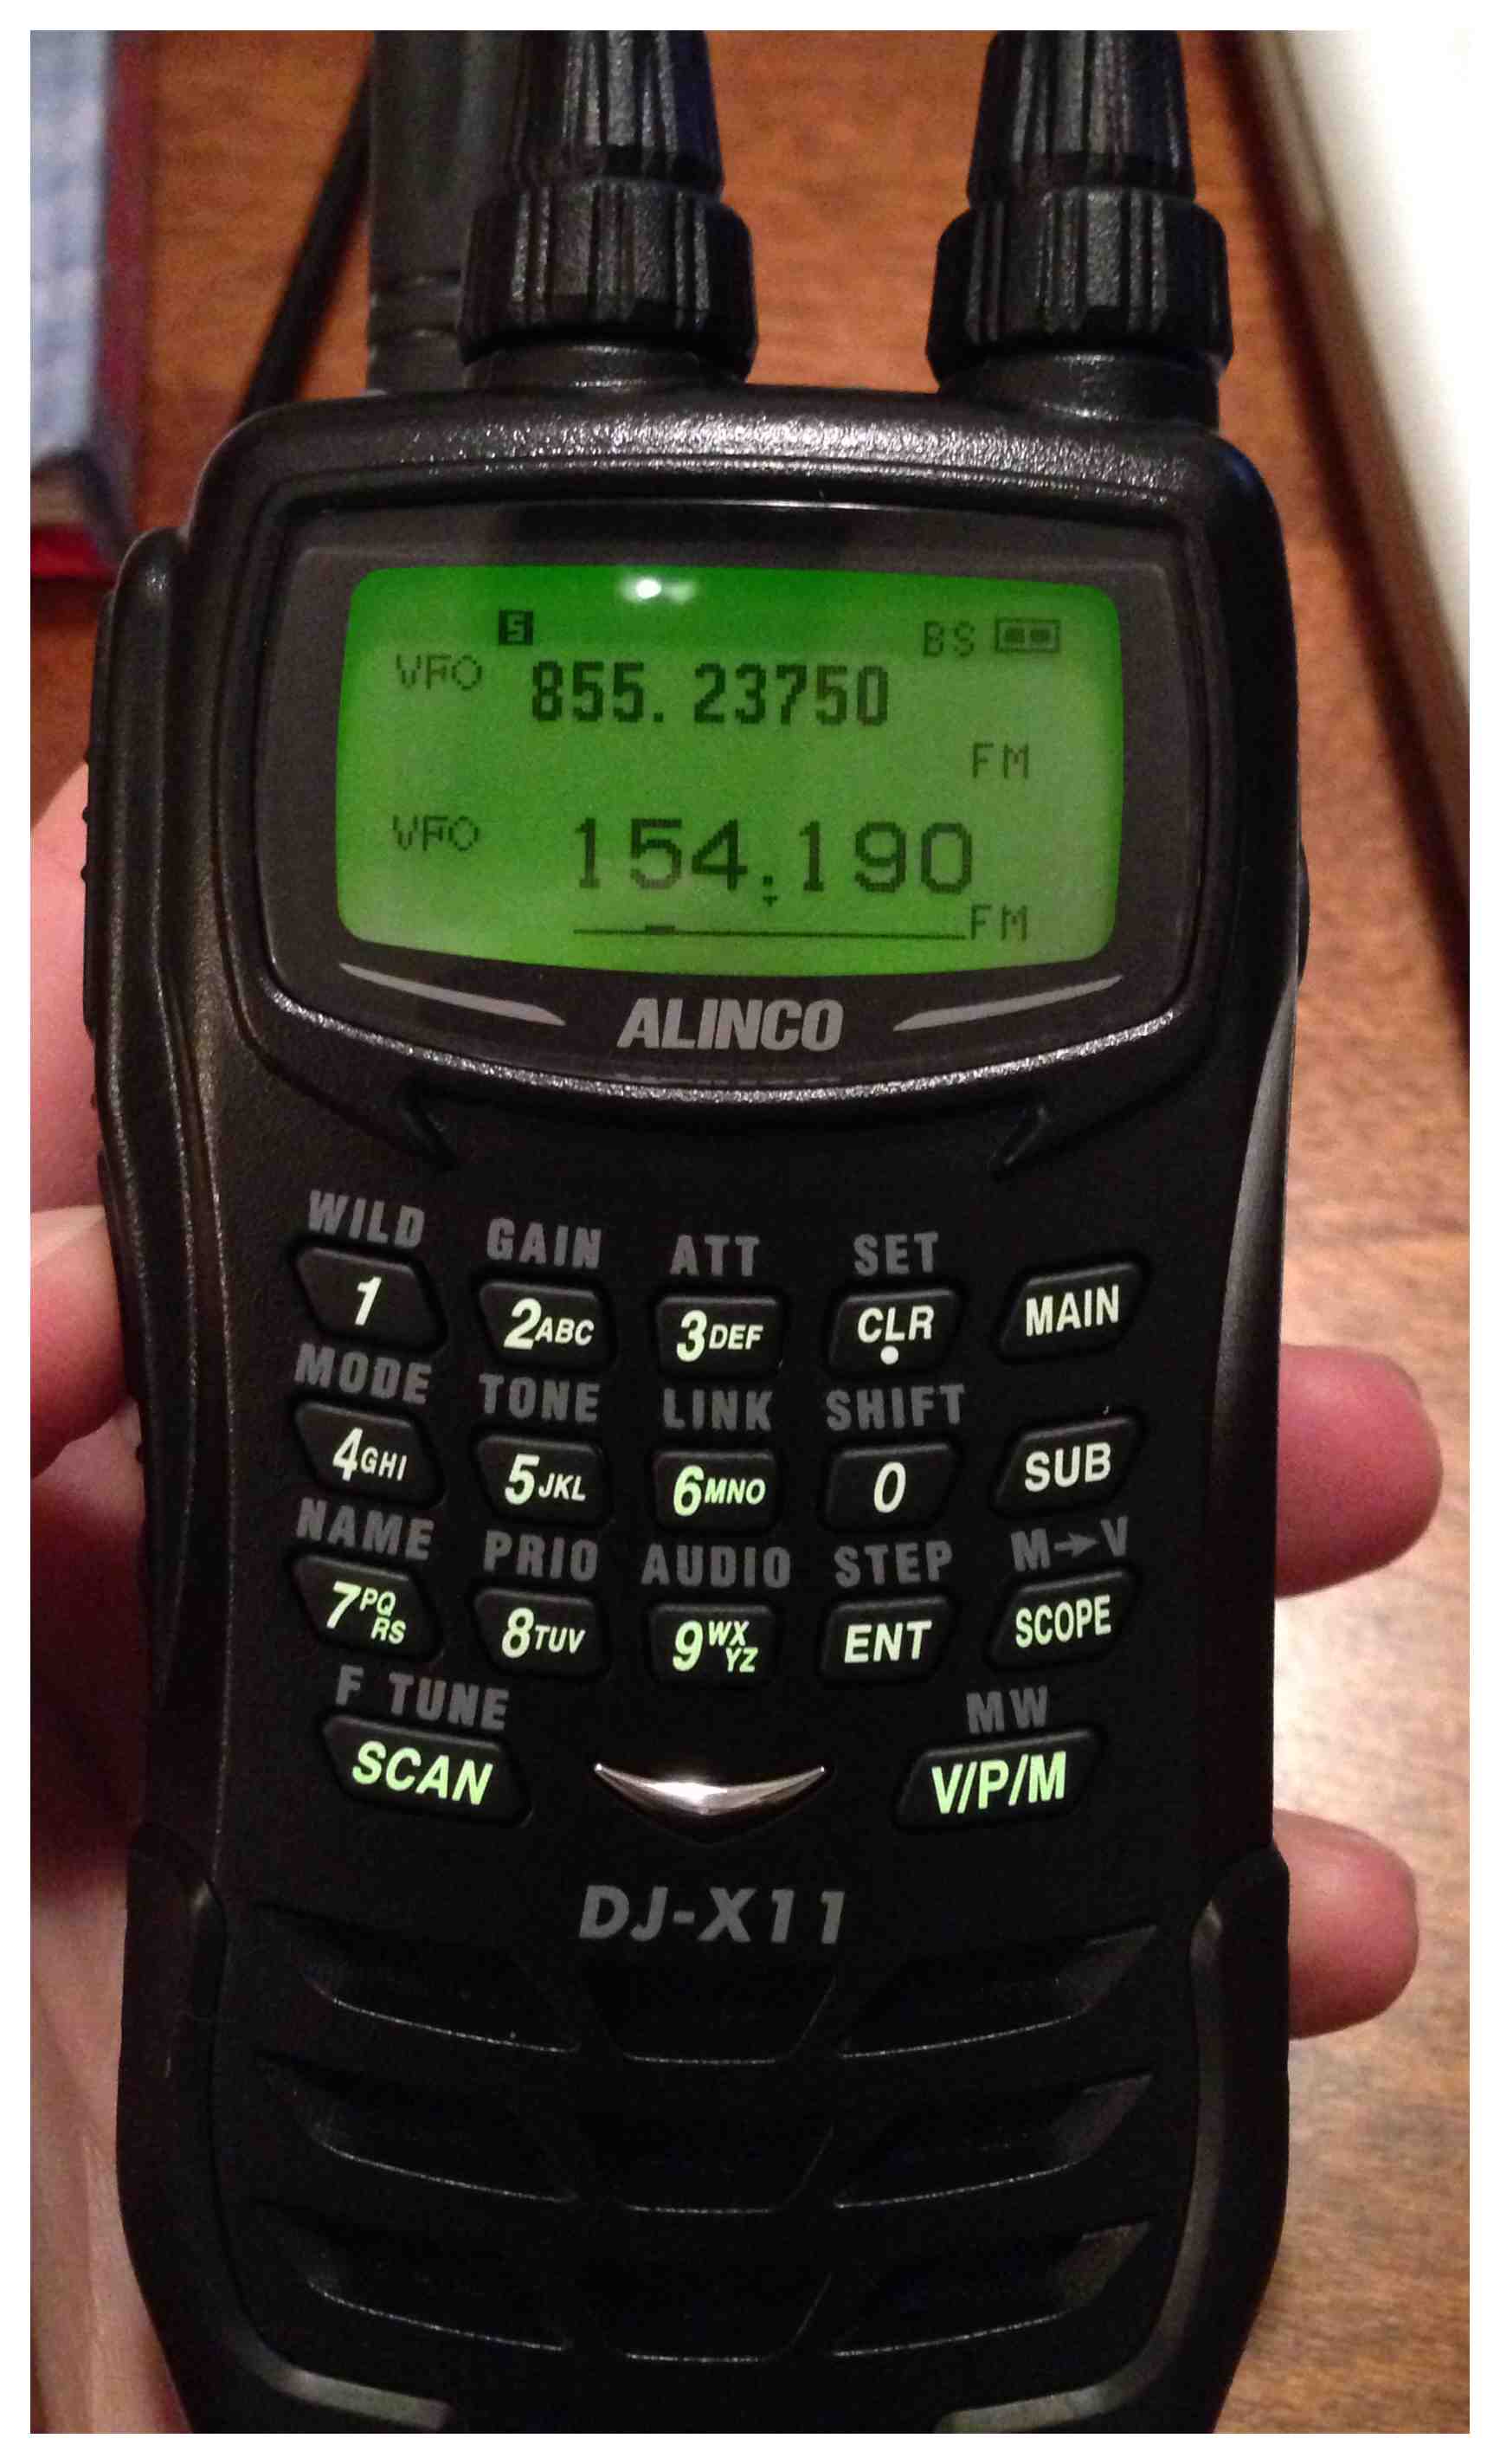 S BS
VFO 855.23750
FM
VFO 154.190
FM
ALINCO
WILD GAIN ATT SET
1 2ABC 3DEF CLR MAIN
MODE TONE LINK SHIFT
4GHI 5JKL 6MNO 0 SUB
NAME PRIO AUDIO STEP M→V
7PQRS 8TUV 9WXYZ ENT SCOPE
F TUNE MW
SCAN V/P/M
DJ-X11